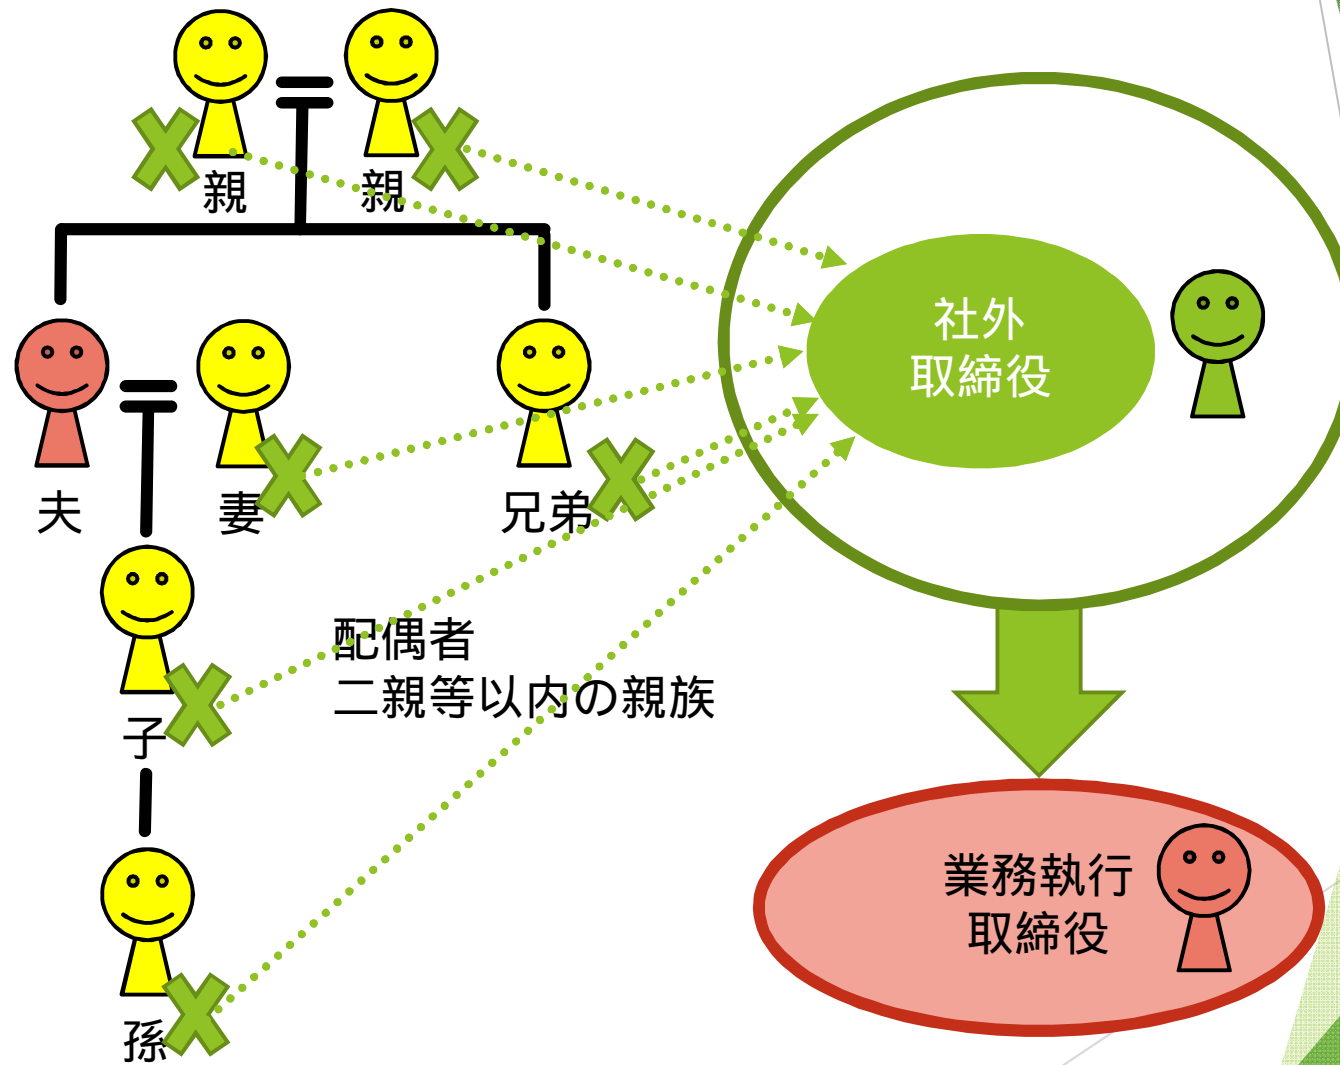 親
親
社外
取締役
夫
妻
兄弟
配偶者
二親等以内の親族
子
業務執行
取締役
孫